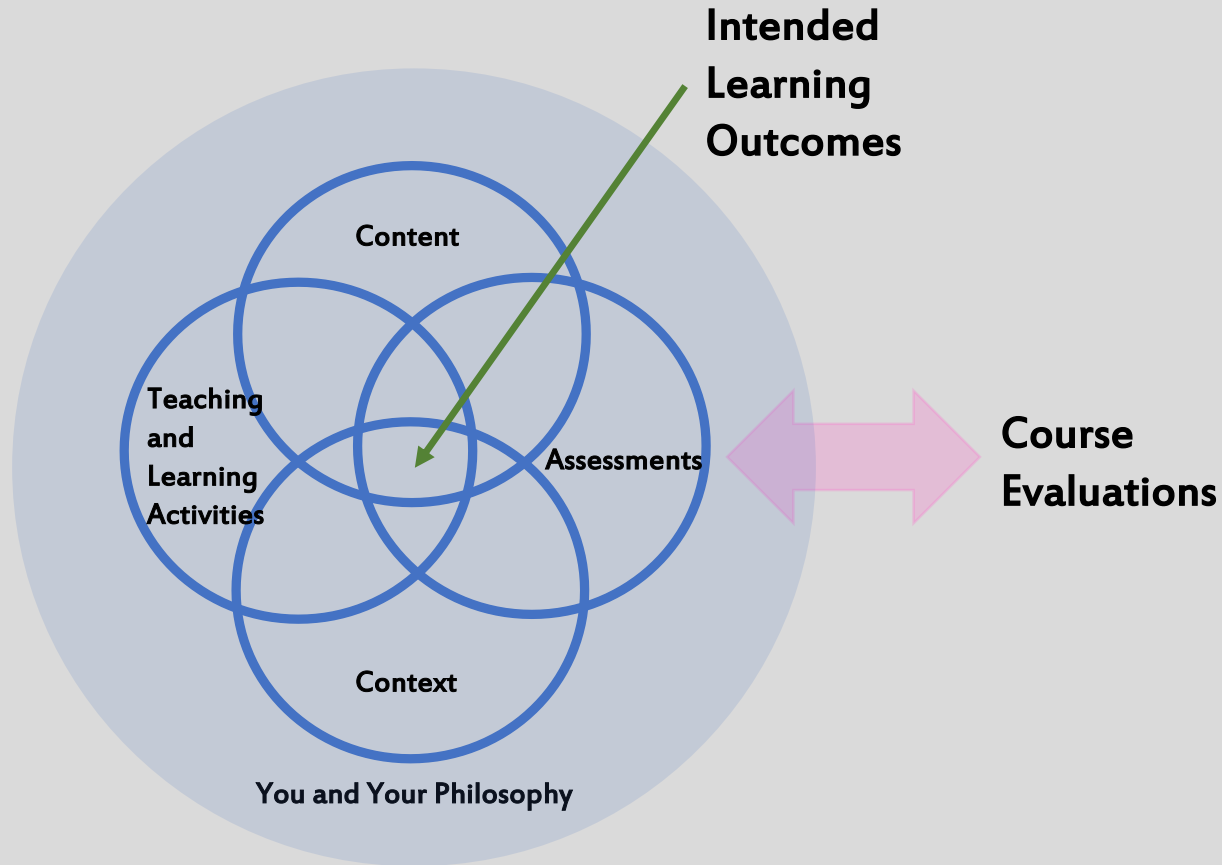 Intended
Learning
Outcomes
Content
Teaching
and
Learning
Activities
Assessments
Course
Evaluations
Context
You and Your Philosophy